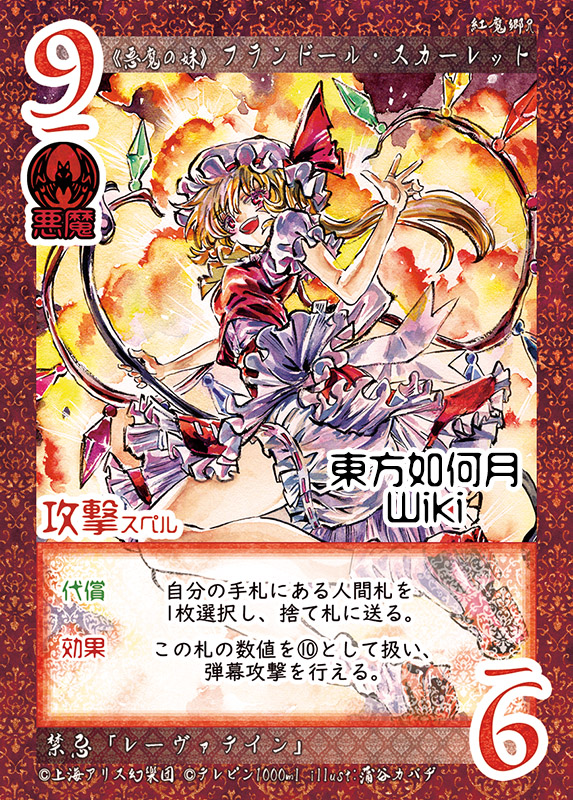 紅魔郷R
9
《悪魔の妹》 フランドール・スカーレット
悪魔
東方如何月
Wiki
攻撃スペル
代償
自分の手札にある人間札を
1枚選択し、捨て札に送る。
効果
この札の数値を⑩として扱い、
弾幕攻撃を行える。
6
禁忌「レーヴァテイン」
©上海アリス幻樂団 ©テレピン1000ml illust:蒲谷カバヂ